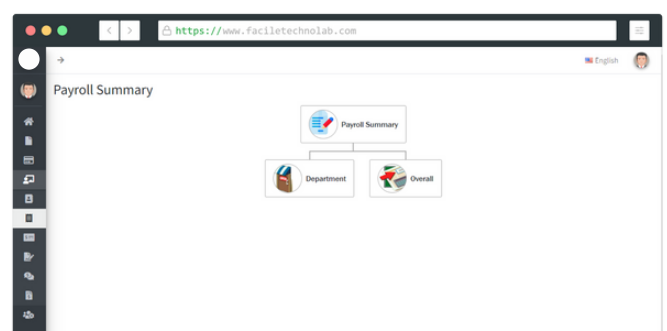 https://www.faciletechnolab.com
English
Payroll Summary
Payroll Summary
Department
Overall